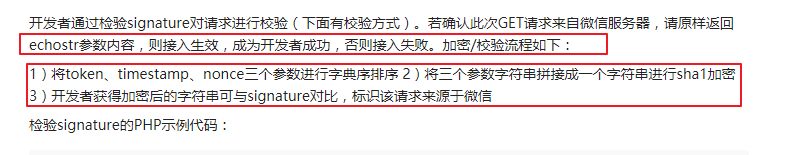 开发者通过检验signature对请求进行校验（下面有校验方式）。若确认此次GET请求来自微信服务器，请原样返回
echostr参数内容，则接入生效，成为开发者成功，否则接入失败。加密/校验流程如下：
1）将token、timestamp、nonce三个参数进行字典序排序 2）将三个参数字符串拼接成一个字符串进行sha1加密
3）开发者获得加密后的字符串可与signature对比，标识该请求来源于微信
检验signature的PHP示例代码：